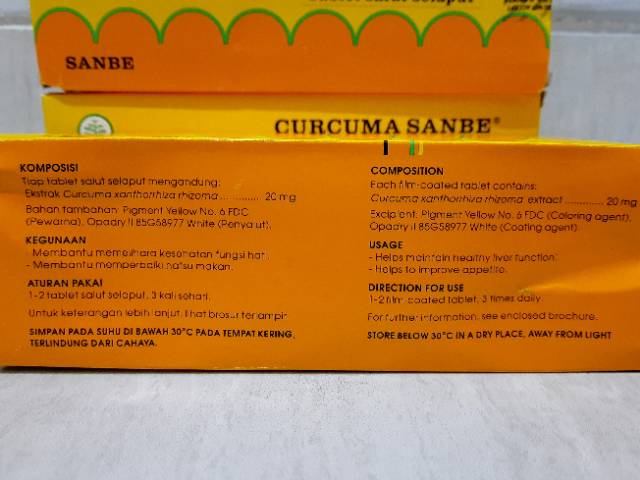 SANBE
CURCUMA SANBE®
KOMPOSISI
Tiap tablet salut selaput mengandung:
Ekstrak Curcuma xanthorrhiza rhizoma ............ 20 mg
Bahan tambahan: Pigment Yellow No. 6 FDC
(Pewarna), Opadry II 85G58977 White (Penyalut).
KEGUNAAN
- Membantu memelihara kesehatan fungsi hati.
- Membantu memperbaiki nafsu makan.
ATURAN PAKAI
1-2 tablet salut selaput, 3 kali sehari.
Untuk keterangan lebih lanjut, lihat brosur terlampir
SIMPAN PADA SUHU DI BAWAH 30°C PADA TEMPAT KERING,
TERLINDUNG DARI CAHAYA.
COMPOSITION
Each film-coated tablet contains:
Curcuma xanthorrhiza rhizoma extract ............ 20 mg
Excipient: Pigment Yellow No. 6 FDC (Coloring agent),
Opadry II 85G58977 White (Coating agent).
USAGE
- Helps maintain healthy liver function.
- Helps to improve appetite.
DIRECTION FOR USE
1-2 film-coated tablet, 3 times daily.
For further information, see enclosed brochure.
STORE BELOW 30°C IN A DRY PLACE, AWAY FROM LIGHT